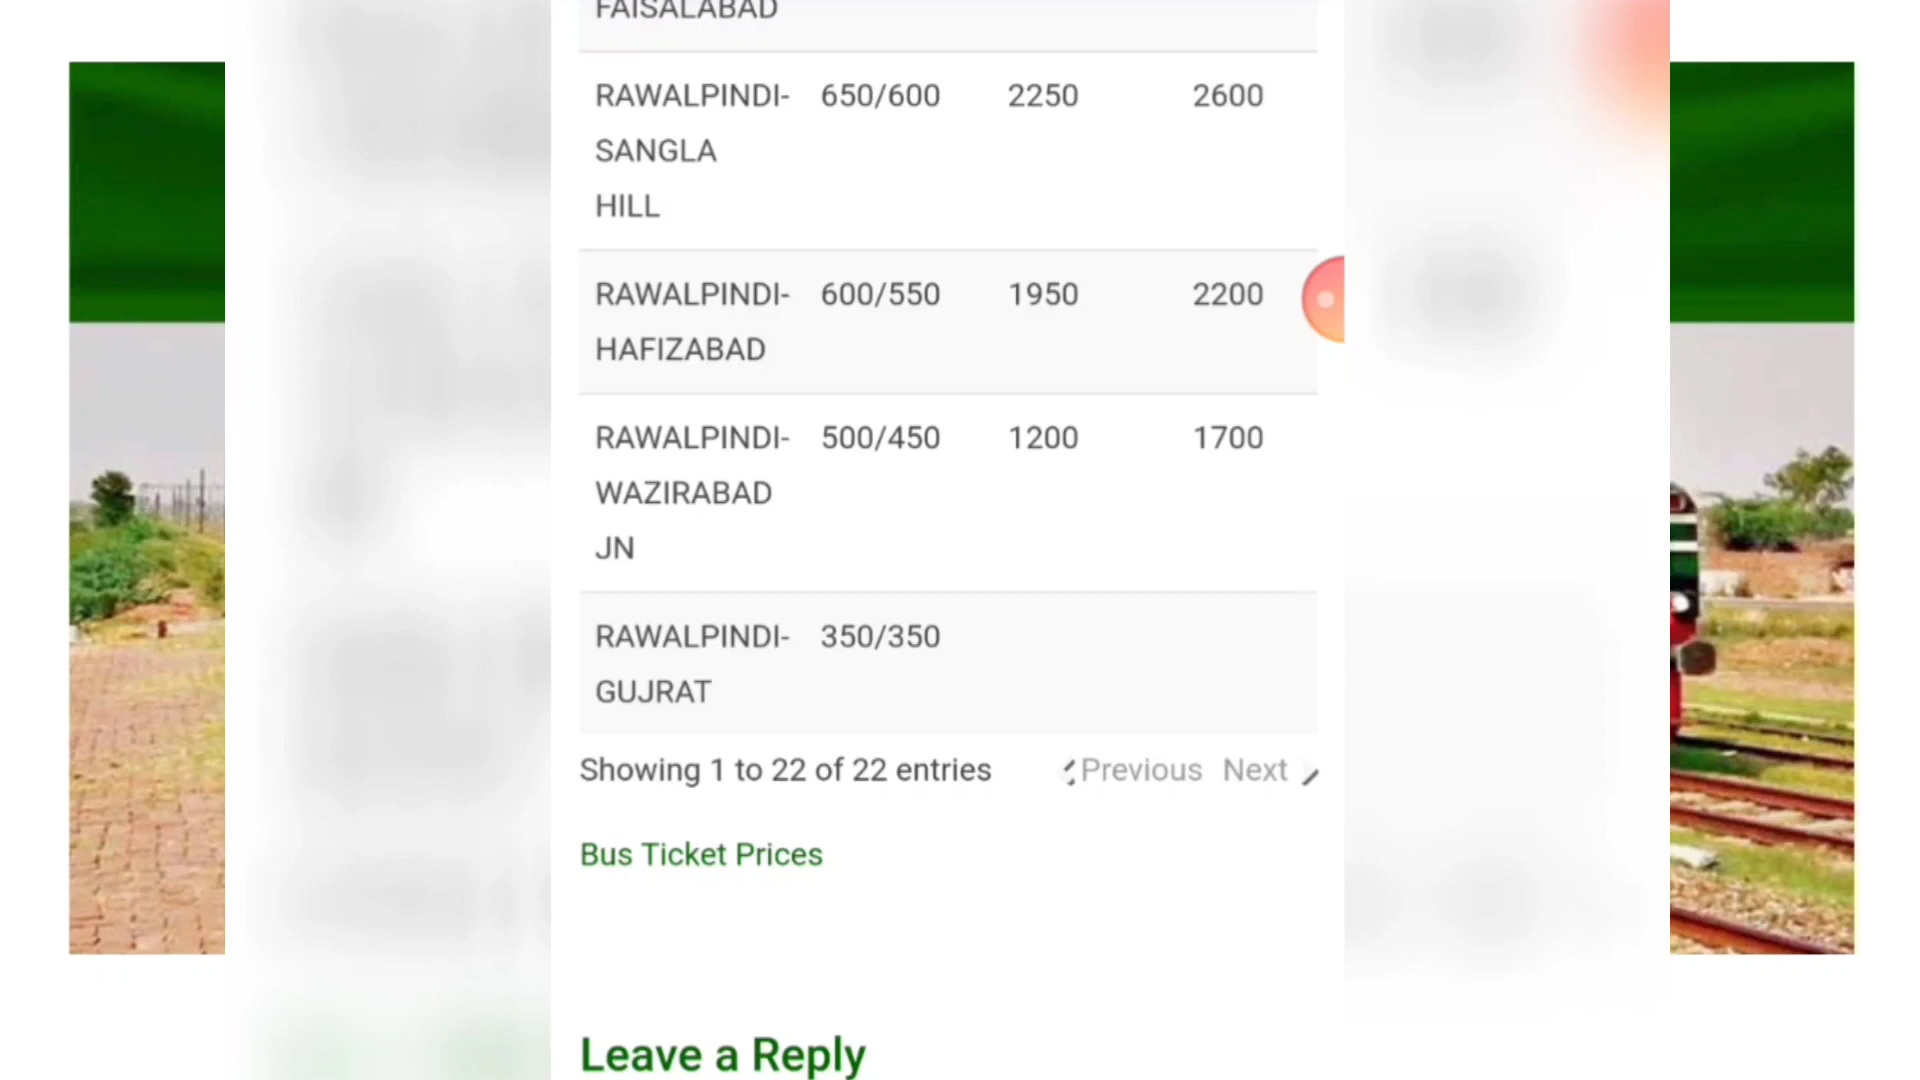 FAISALABAD
RAWALPINDI- 650/600 2250 2600
SANGLA
HILL
RAWALPINDI- 600/550 1950 2200
HAFIZABAD
RAWALPINDI- 500/450 1200 1700
WAZIRABAD
JN
RAWALPINDI- 350/350
GUJRAT
Showing 1 to 22 of 22 entries Previous Next
Bus Ticket Prices
Leave a Reply